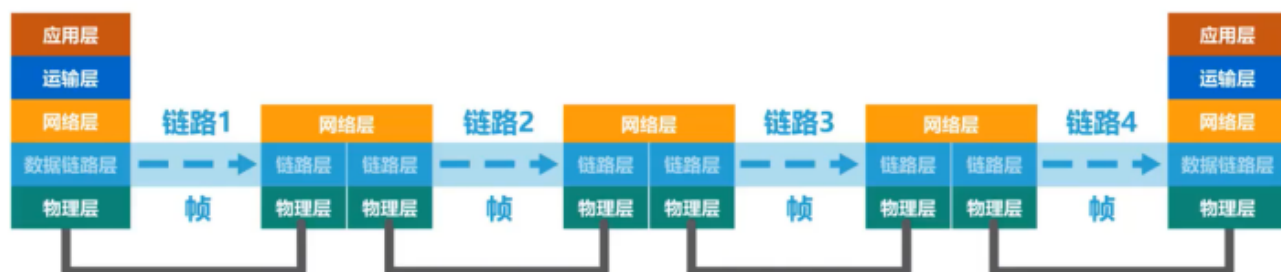 应用层
运输层
网络层
数据链路层
物理层
链路1
帧
网络层
链路层 链路层
物理层 物理层
链路2
帧
网络层
链路层 链路层
物理层 物理层
链路3
帧
网络层
链路层 链路层
物理层 物理层
链路4
帧
应用层
运输层
网络层
数据链路层
物理层